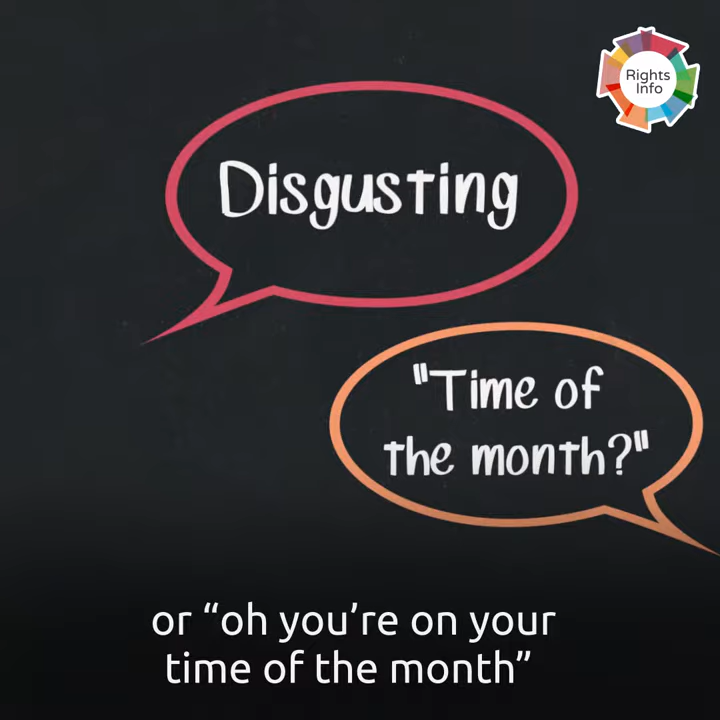 Rights
Info
Disgusting
"Time of
the month?"
or “oh you’re on your
time of the month”